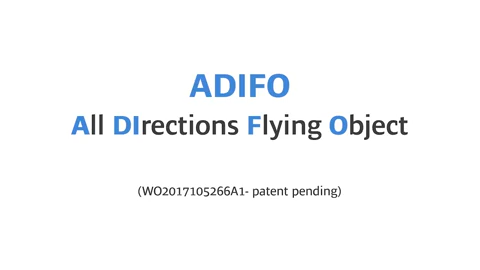 ADIFO
All DIrections Flying Object
(WO2017105266A1- patent pending)